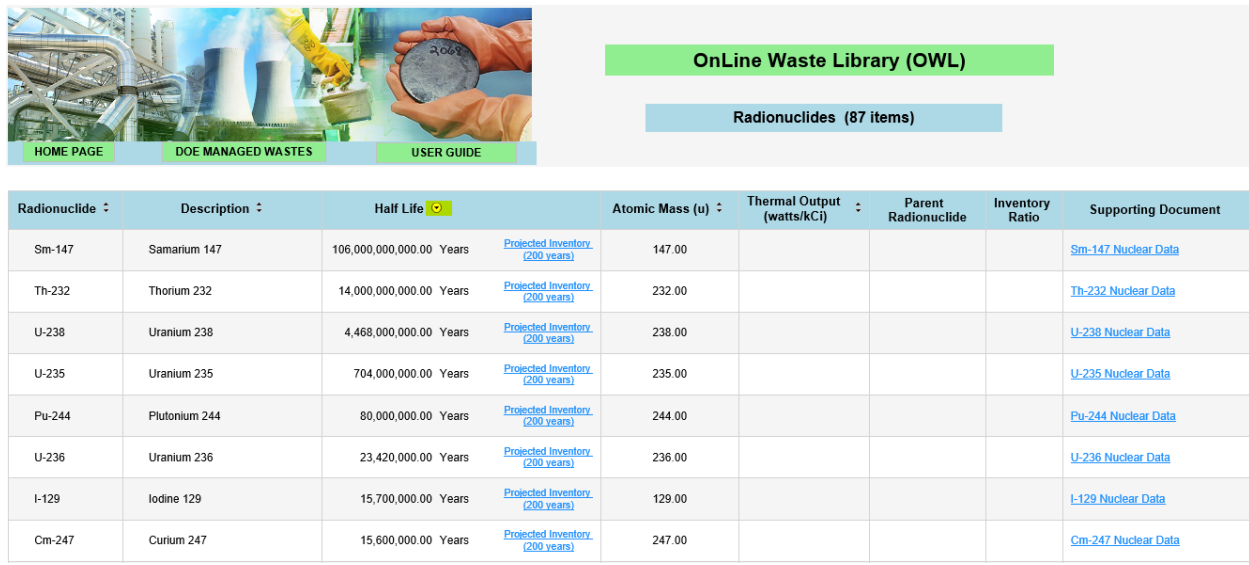 2068
OnLine Waste Library (OWL)
Radionuclides (87 items)
HOME PAGE DOE MANAGED WASTES USER GUIDE
Radionuclide Description Half Life Atomic Mass (u) Thermal Output (watts/kCi) Parent Radionuclide Inventory Ratio Supporting Document
Sm-147 Samarium 147 106,000,000,000.00 Years Projected Inventory (200 years) 147.00 Sm-147 Nuclear Data
Th-232 Thorium 232 14,000,000,000.00 Years Projected Inventory (200 years) 232.00 Th-232 Nuclear Data
U-238 Uranium 238 4,468,000,000.00 Years Projected Inventory (200 years) 238.00 U-238 Nuclear Data
U-235 Uranium 235 704,000,000.00 Years Projected Inventory (200 years) 235.00 U-235 Nuclear Data
Pu-244 Plutonium 244 80,000,000.00 Years Projected Inventory (200 years) 244.00 Pu-244 Nuclear Data
U-236 Uranium 236 23,420,000.00 Years Projected Inventory (200 years) 236.00 U-236 Nuclear Data
I-129 Iodine 129 15,700,000.00 Years Projected Inventory (200 years) 129.00 I-129 Nuclear Data
Cm-247 Curium 247 15,600,000.00 Years Projected Inventory (200 years) 247.00 Cm-247 Nuclear Data